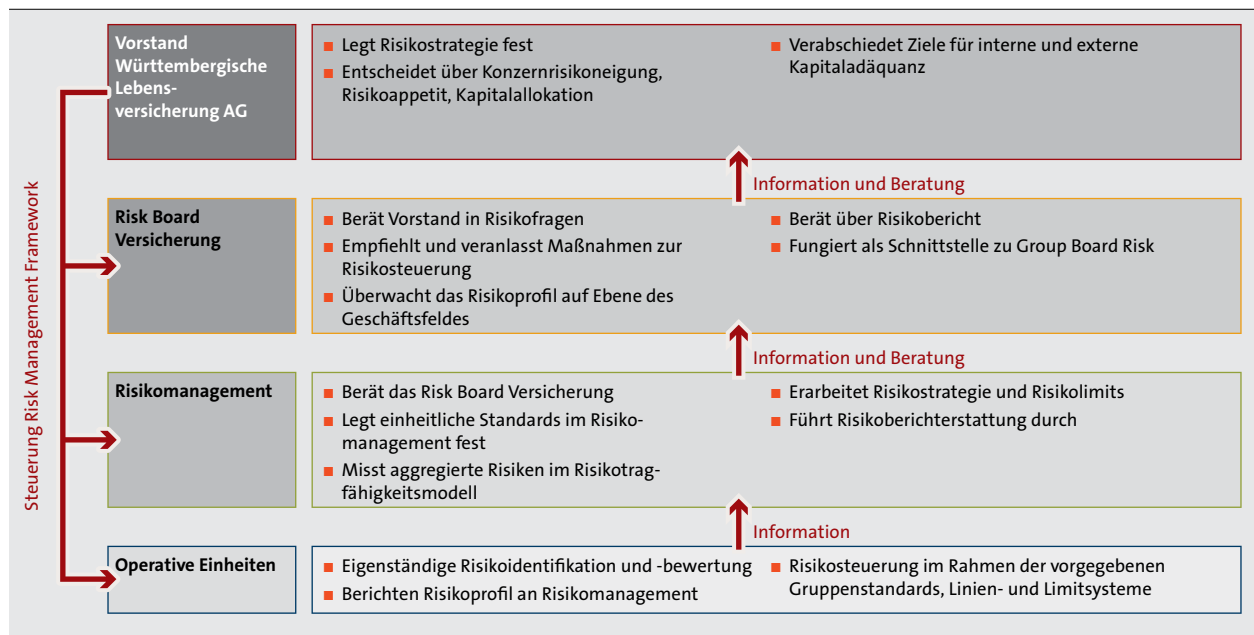 Steuerung Risk Management Framework
Vorstand
Württembergische
Lebens-
versicherung AG
■ Legt Risikostrategie fest
■ Entscheidet über Konzernrisikoneigung,
Risikoappetit, Kapitalallokation
■ Verabschiedet Ziele für interne und externe
Kapitaladäquanz
Information und Beratung
Risk Board
Versicherung
■ Berät Vorstand in Risikofragen
■ Empfiehlt und veranlasst Maßnahmen zur
Risikosteuerung
■ Überwacht das Risikoprofil auf Ebene des
Geschäftsfeldes
■ Berät über Risikobericht
■ Fungiert als Schnittstelle zu Group Board Risk
Information und Beratung
Risikomanagement
■ Berät das Risk Board Versicherung
■ Legt einheitliche Standards im Risiko-
management fest
■ Misst aggregierte Risiken im Risikotrag-
fähigkeitsmodell
■ Erarbeitet Risikostrategie und Risikolimits
■ Führt Risikoberichterstattung durch
Information
Operative Einheiten
■ Eigenständige Risikoidentifikation und -bewertung
■ Berichten Risikoprofil an Risikomanagement
■ Risikosteuerung im Rahmen der vorgegebenen
Gruppenstandards, Linien- und Limitsysteme